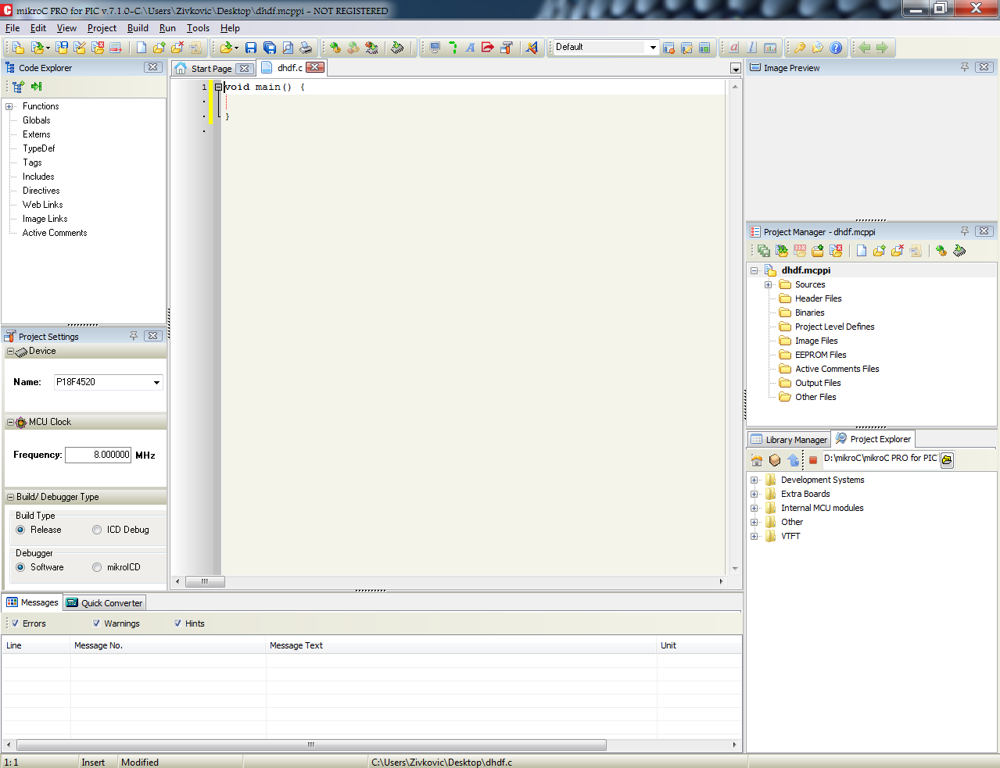 mikroC PRO for PIC v.7.1.0-C:\Users\Zivkovic\Desktop\dhdf.mcppi - NOT REGISTERED
File Edit View Project Build Run Tools Help
Default
Code Explorer
Functions
Globals
Externs
TypeDef
Tags
Includes
Directives
Web Links
Image Links
Active Comments
Project Settings
Device
Name: P18F4520
MCU Clock
Frequency: 8.000000 MHz
Build/ Debugger Type
Build Type
Release ICD Debug
Debugger
Software mikroICD
Start Page dhdf.c
1 void main() {
}
Image Preview
Project Manager - dhdf.mcppi
dhdf.mcppi
Sources
Header Files
Binaries
Project Level Defines
Image Files
EEPROM Files
Active Comments Files
Output Files
Other Files
Library Manager Project Explorer
D:\mikroC\mikroC PRO for PIC
Development Systems
Extra Boards
Internal MCU modules
Other
VTFT
Messages Quick Converter
Errors Warnings Hints
Line Message No. Message Text Unit
1:1 Insert Modified C:\Users\Zivkovic\Desktop\dhdf.c